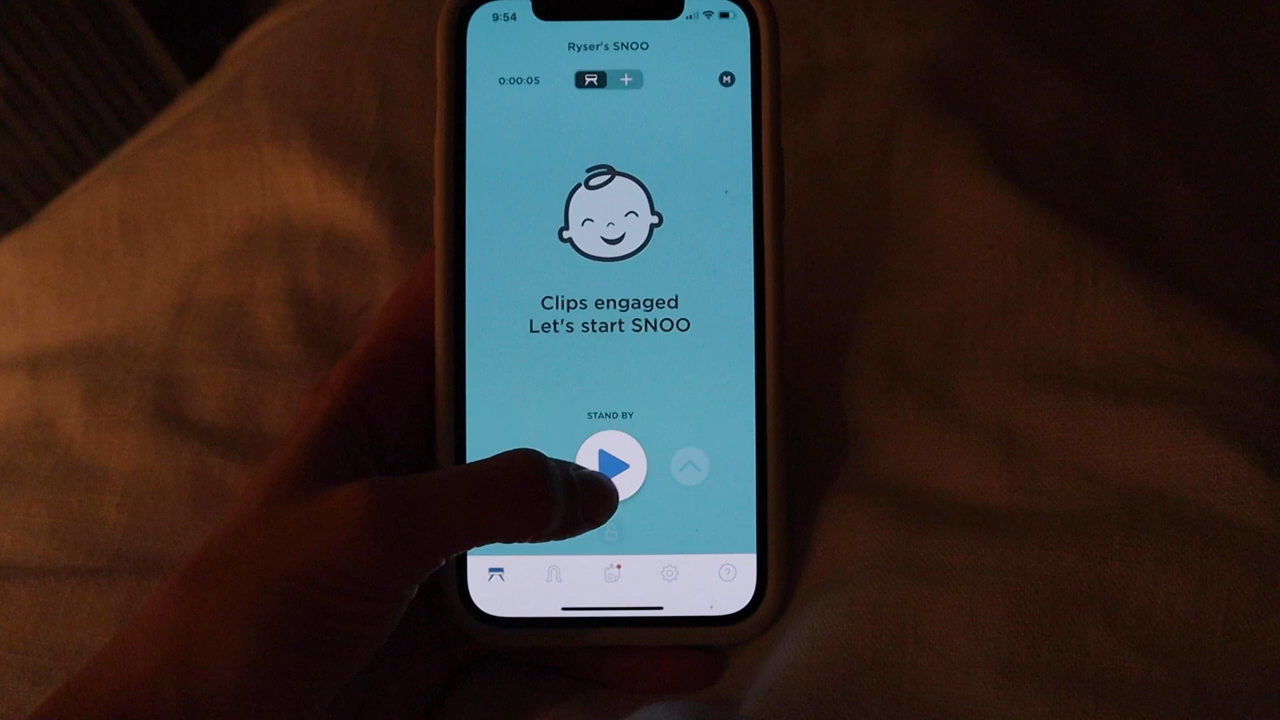 9:54
Ryser's SNOO
0:00:05
M
Clips engaged
Let's start SNOO
STAND BY